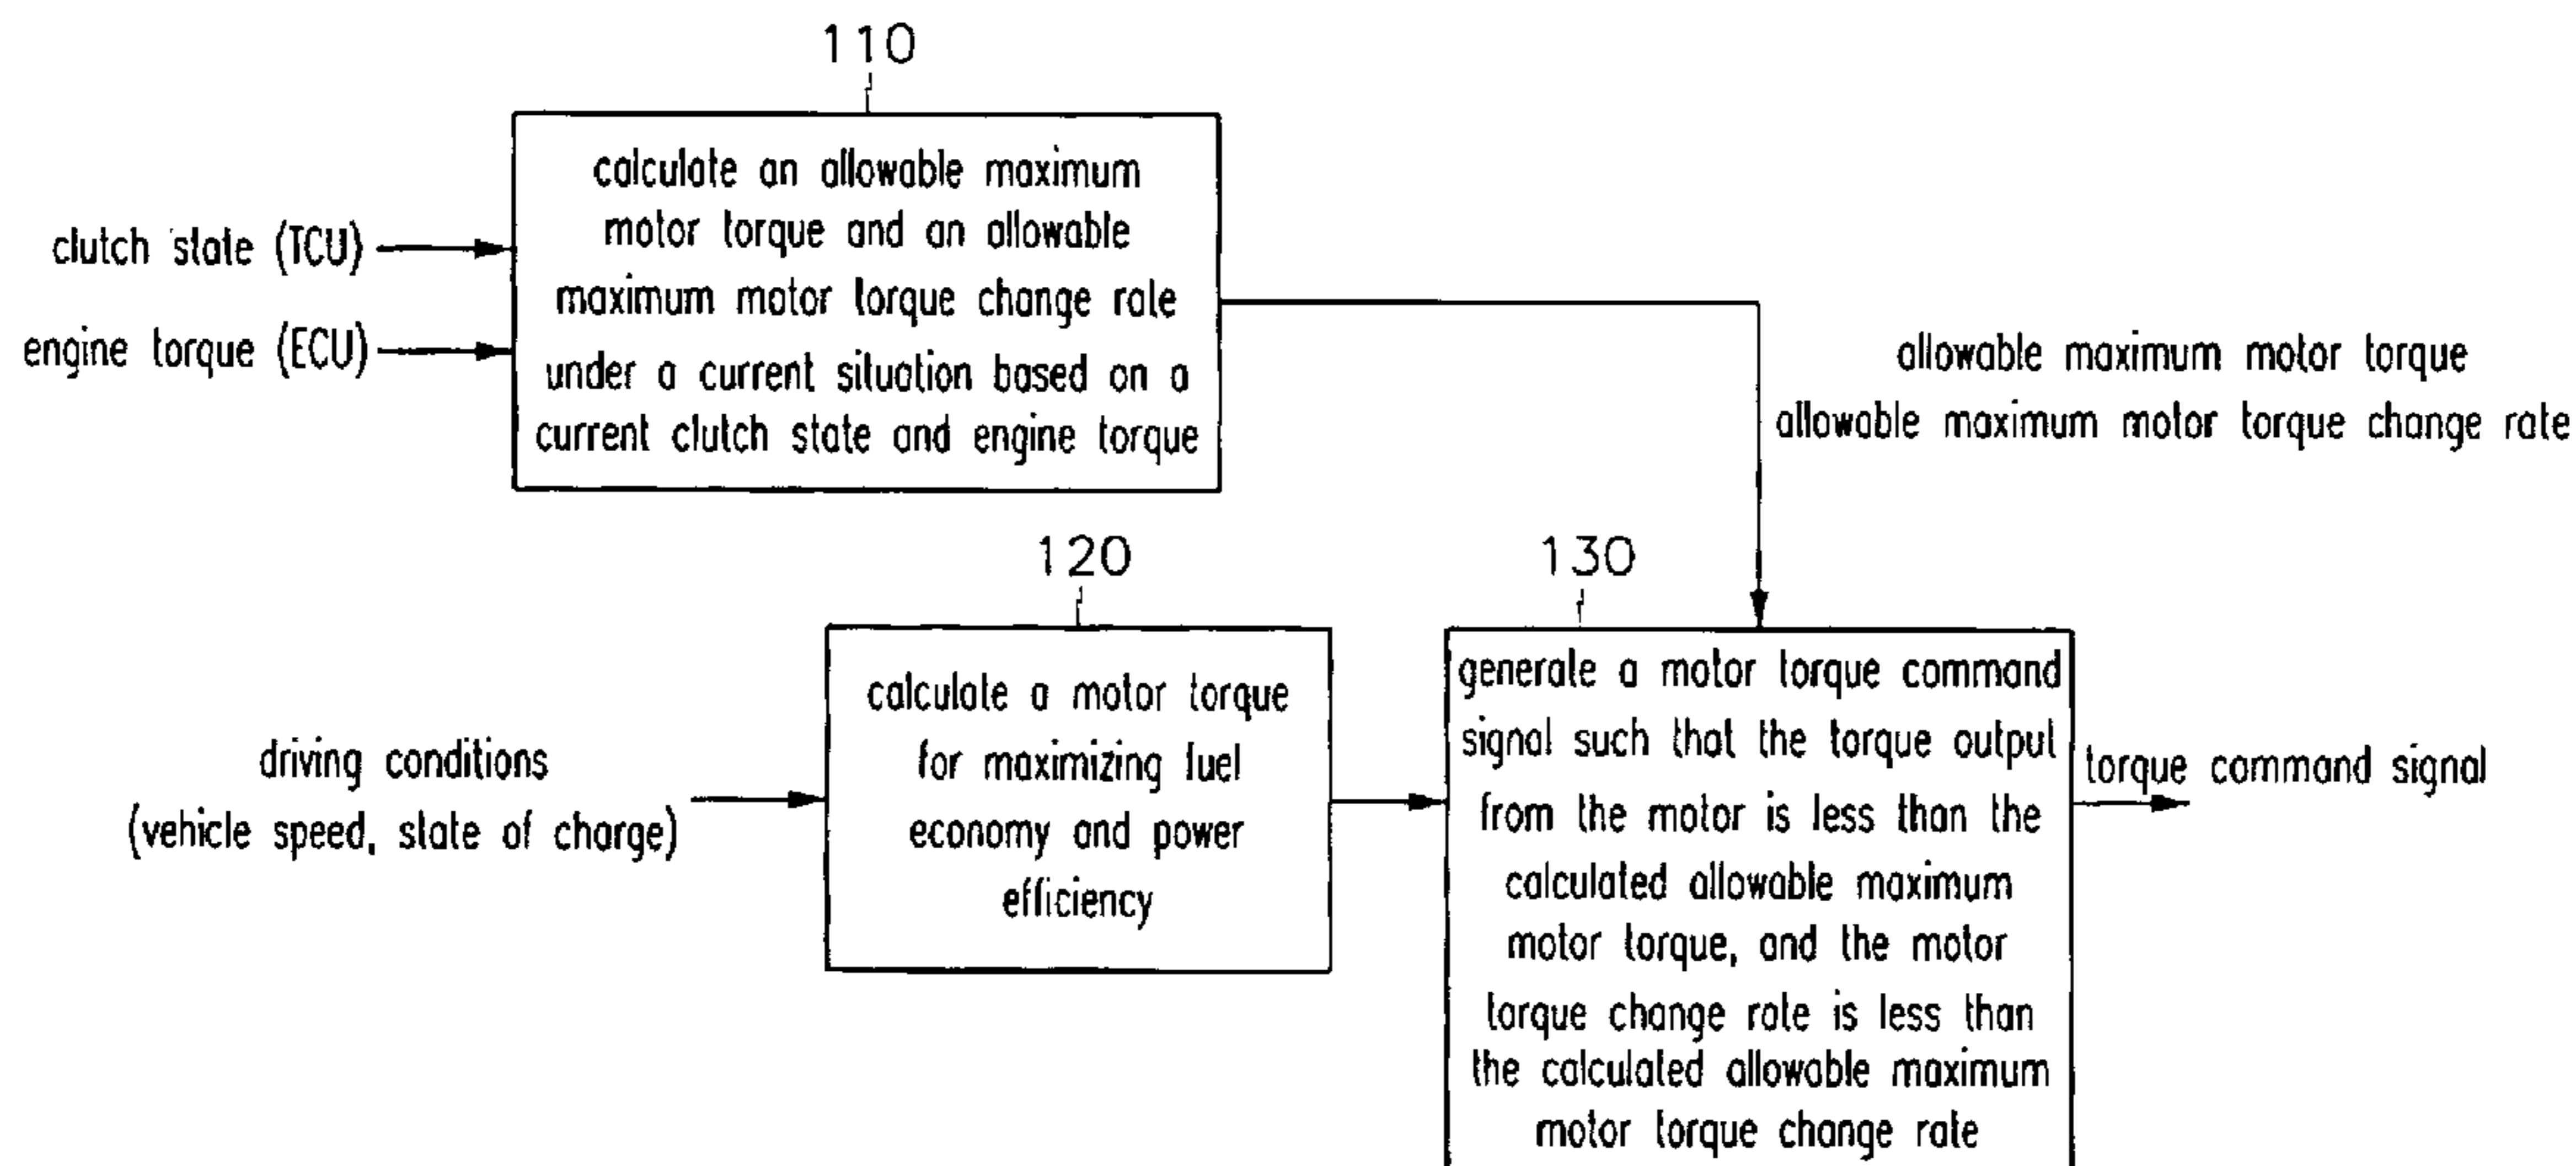 110
calculate an allowable maximum
motor torque and an allowable
maximum motor torque change rate
under a current situation based on a
current clutch state and engine torque
clutch state (TCU)
engine torque (ECU)
allowable maximum motor torque
allowable maximum motor torque change rate
120
calculate a motor torque
for maximizing fuel
economy and power
efficiency
driving conditions
(vehicle speed, state of charge)
130
generate a motor torque command
signal such that the torque output
from the motor is less than the
calculated allowable maximum
motor torque, and the motor
torque change rate is less than
the calculated allowable maximum
motor torque change rate
torque command signal